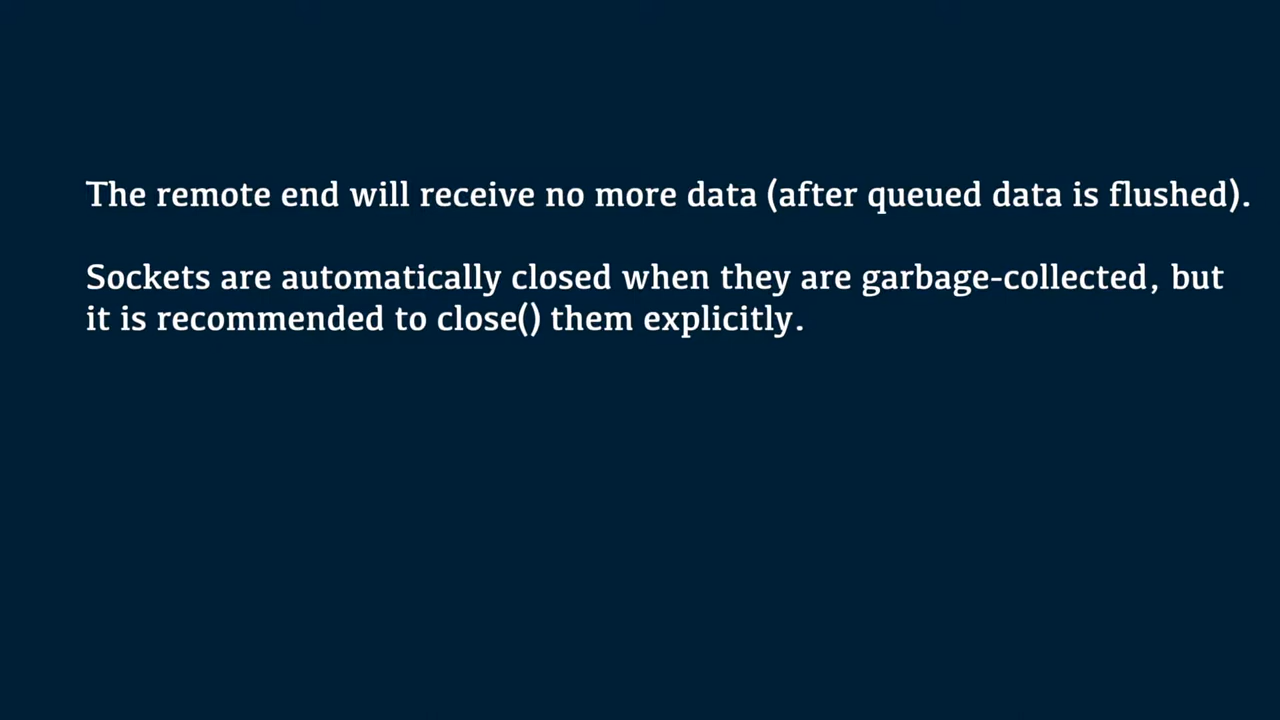 The remote end will receive no more data (after queued data is flushed).
Sockets are automatically closed when they are garbage-collected, but
it is recommended to close() them explicitly.